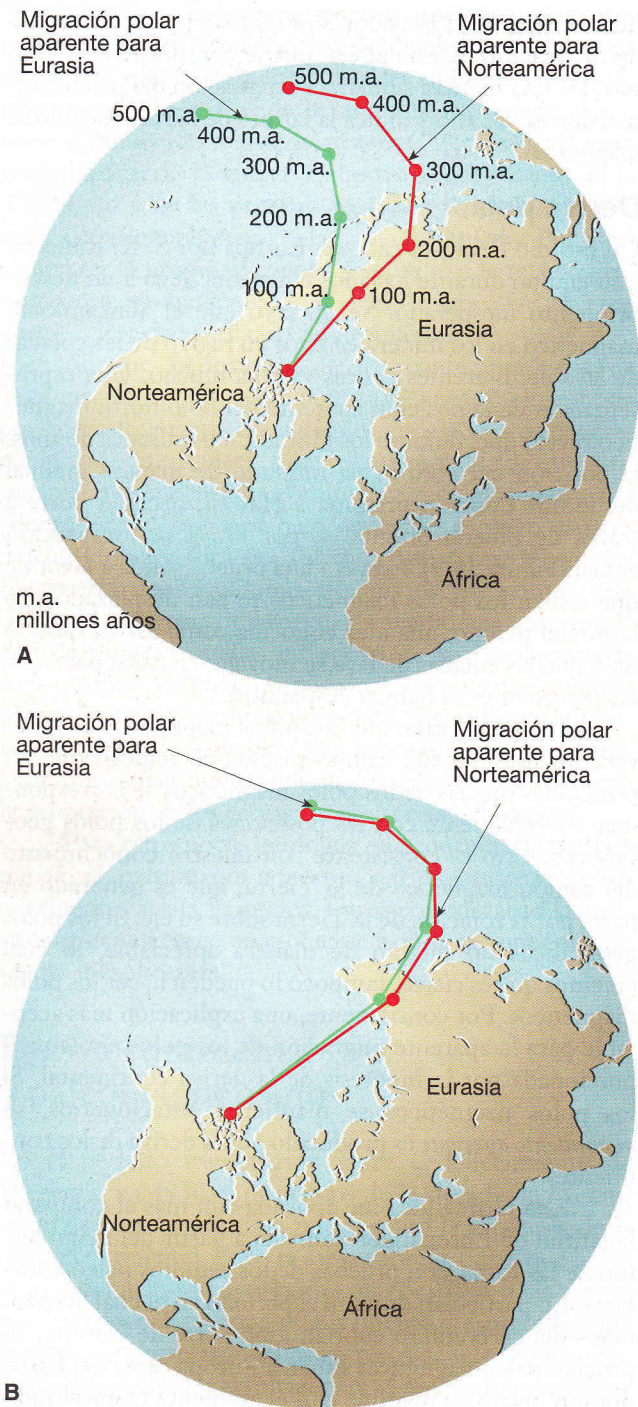 Migración polar
aparente para
Eurasia
Migración polar
aparente para
Norteamérica
500 m.a.
500 m.a.
400 m.a.
400 m.a.
300 m.a.
300 m.a.
200 m.a.
200 m.a.
100 m.a.
100 m.a.
Eurasia
Norteamérica
África
m.a.
millones años
A
Migración polar
aparente para
Eurasia
Migración polar
aparente para
Norteamérica
Eurasia
Norteamérica
África
B